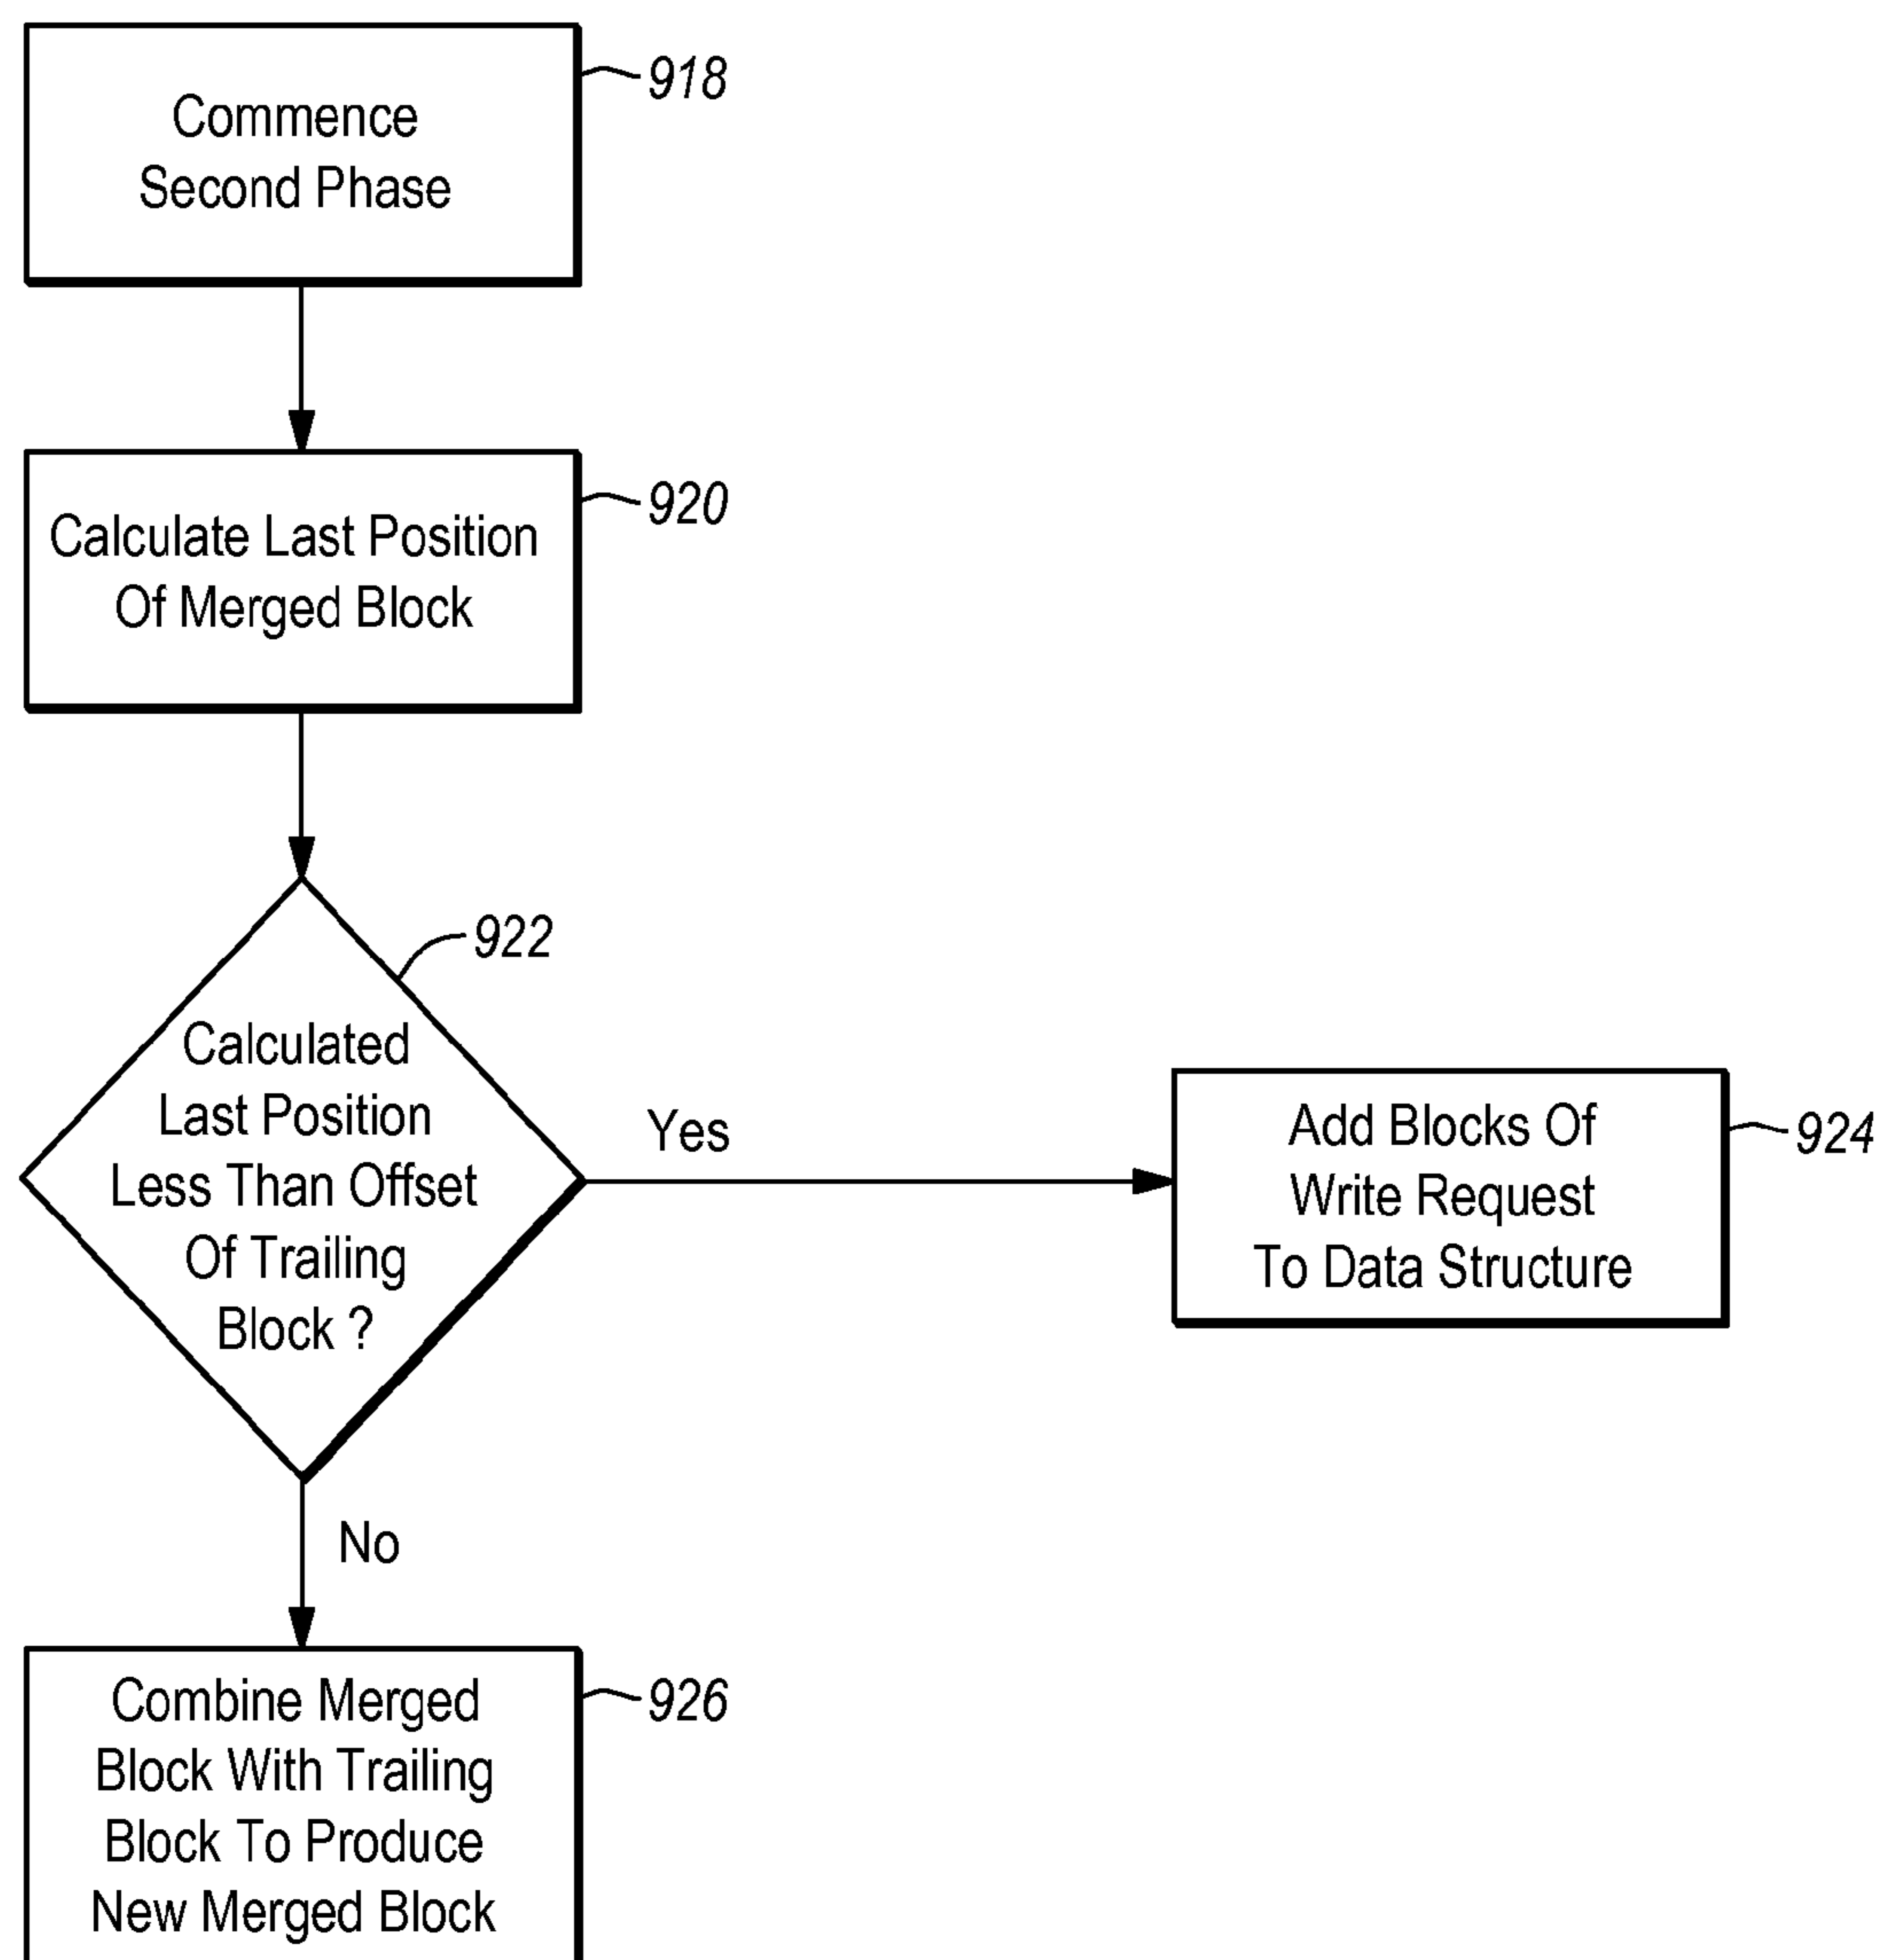 Commence
Second Phase
918
Calculate Last Position
Of Merged Block
920
922
Calculated
Last Position
Less Than Offset
Of Trailing
Block ?
Yes
Add Blocks Of
Write Request
To Data Structure
924
No
Combine Merged
Block With Trailing
Block To Produce
New Merged Block
926